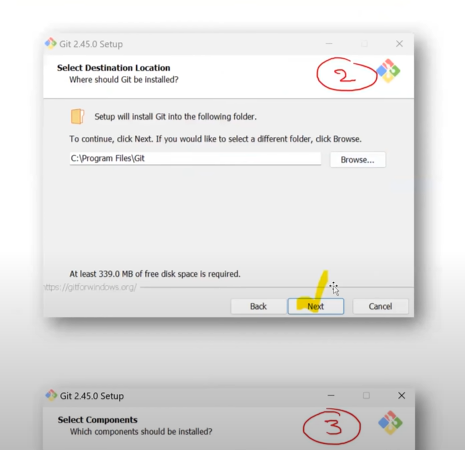 Git 2.45.0 Setup
Select Destination Location
Where should Git be installed?
2
Setup will install Git into the following folder.
To continue, click Next. If you would like to select a different folder, click Browse.
C:\Program Files\Git
Browse...
At least 339.0 MB of free disk space is required.
https://gitforwindows.org/
Back
Next
Cancel
Git 2.45.0 Setup
Select Components
Which components should be installed?
3